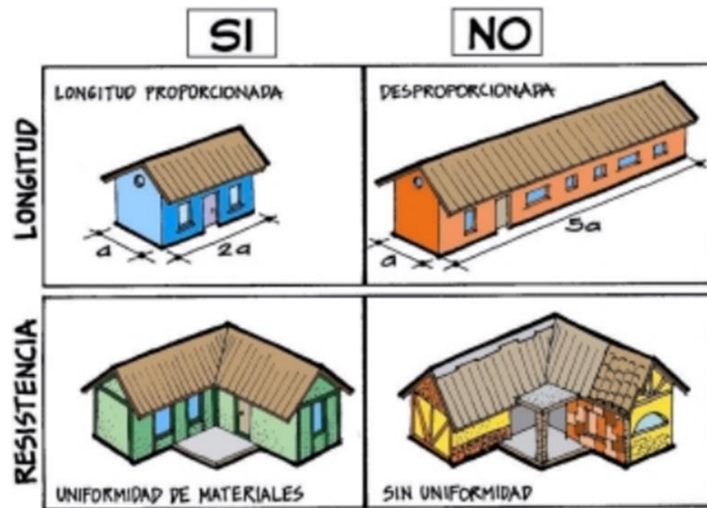 SI
NO
LONGITUD
LONGITUD PROPORCIONADA
a
2a
DESPROPORCIONADA
a
5a
RESISTENCIA
UNIFORMIDAD DE MATERIALES
SIN UNIFORMIDAD